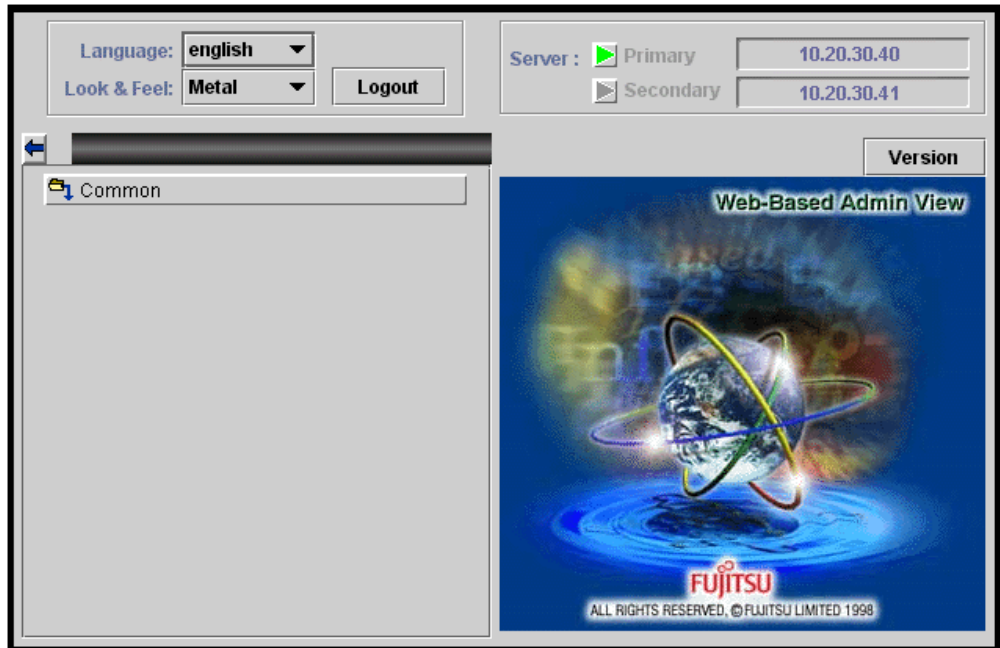 Language: english
Look & Feel: Metal
Logout
Server : Primary 10.20.30.40
Secondary 10.20.30.41
Version
Common
Web-Based Admin View
FUJITSU
ALL RIGHTS RESERVED, © FUJITSU LIMITED 1998